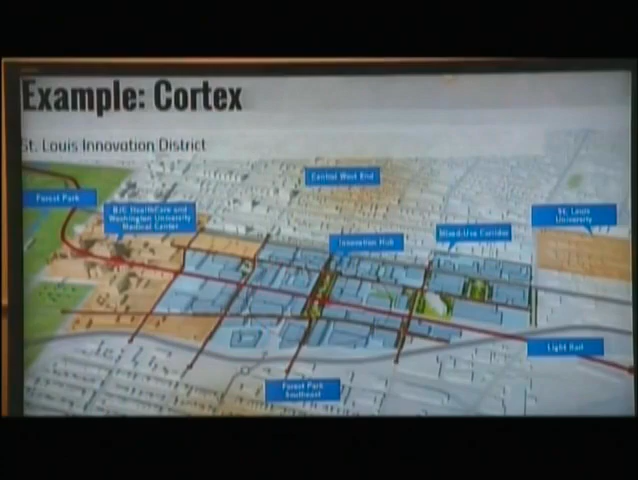 Example: Cortex
St. Louis Innovation District
Central West End
Forest Park
BJC HealthCare and
Washington University
Medical Center
St. Louis
University
Mixed-Use Corridor
Innovation Hub
Light Rail
Forest Park
Southeast